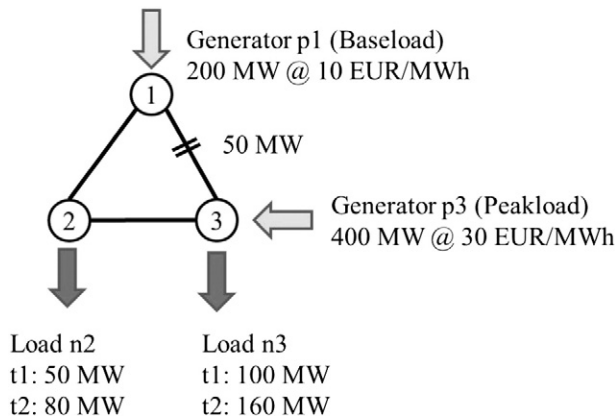 Generator p1 (Baseload)
200 MW @ 10 EUR/MWh
1
50 MW
2
3
Generator p3 (Peakload)
400 MW @ 30 EUR/MWh
Load n2
t1: 50 MW
t2: 80 MW
Load n3
t1: 100 MW
t2: 160 MW